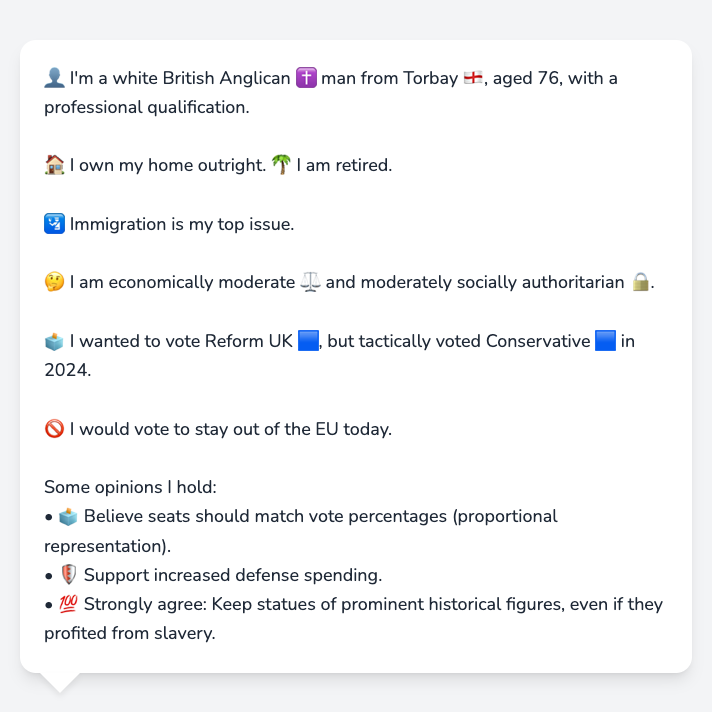 👤 I'm a white British Anglican ✝️ man from Torbay 🏴󠁧󠁢󠁥󠁮󠁧󠁿, aged 76, with a
professional qualification.
🏠 I own my home outright. 🌴 I am retired.
🛂 Immigration is my top issue.
🤔 I am economically moderate ⚖️ and moderately socially authoritarian 🔒.
🗳️ I wanted to vote Reform UK 🟦, but tactically voted Conservative 🟦 in
2024.
🚫 I would vote to stay out of the EU today.
Some opinions I hold:
• 🗳️ Believe seats should match vote percentages (proportional
representation).
• 🛡️ Support increased defense spending.
• 💯 Strongly agree: Keep statues of prominent historical figures, even if they
profited from slavery.